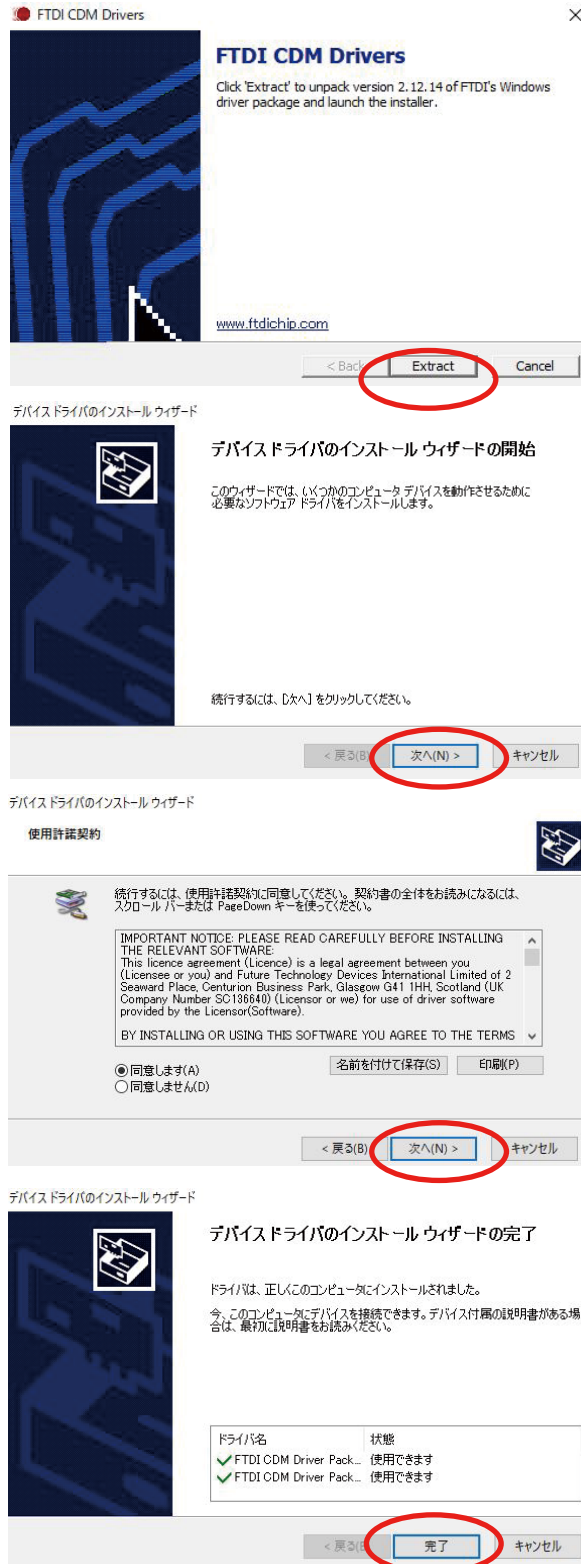 FTDI CDM Drivers
FTDI CDM Drivers
Click 'Extract' to unpack version 2.12.14 of FTDI's Windows
driver package and launch the installer.
www.ftdichip.com
< Back Extract Cancel
デバイス ドライバのインストール ウィザード
デバイス ドライバのインストール ウィザードの開始
このウィザードでは、いくつかのコンピュータ デバイスを動作させるために
必要なソフトウェア ドライバをインストールします。
続行するには、[次へ] をクリックしてください。
< 戻る(B) 次へ(N) > キャンセル
デバイス ドライバのインストール ウィザード
使用許諾契約
続行するには、使用許諾契約に同意してください。契約書の全体をお読みになるには、
スクロール バーまたは PageDown キーを使ってください。
IMPORTANT NOTICE: PLEASE READ CAREFULLY BEFORE INSTALLING
THE RELEVANT SOFTWARE:
This licence agreement (Licence) is a legal agreement between you
(Licensee or you) and Future Technology Devices International Limited of 2
Seaward Place, Centurion Business Park, Glasgow G41 1HH, Scotland (UK
Company Number SC136640) (Licensor or we) for use of driver software
provided by the Licensor(Software).
BY INSTALLING OR USING THIS SOFTWARE YOU AGREE TO THE TERMS
同意します(A) 名前を付けて保存(S) 印刷(P)
同意しません(D)
< 戻る(B) 次へ(N) > キャンセル
デバイス ドライバのインストール ウィザード
デバイス ドライバのインストール ウィザードの完了
ドライバは、正しくこのコンピュータにインストールされました。
今、このコンピュータにデバイスを接続できます。デバイス付属の説明書がある場
合は、最初に説明書をお読みください。
ドライバ名 状態
FTDI CDM Driver Pack... 使用できます
FTDI CDM Driver Pack... 使用できます
< 戻る(B 完了 キャンセル